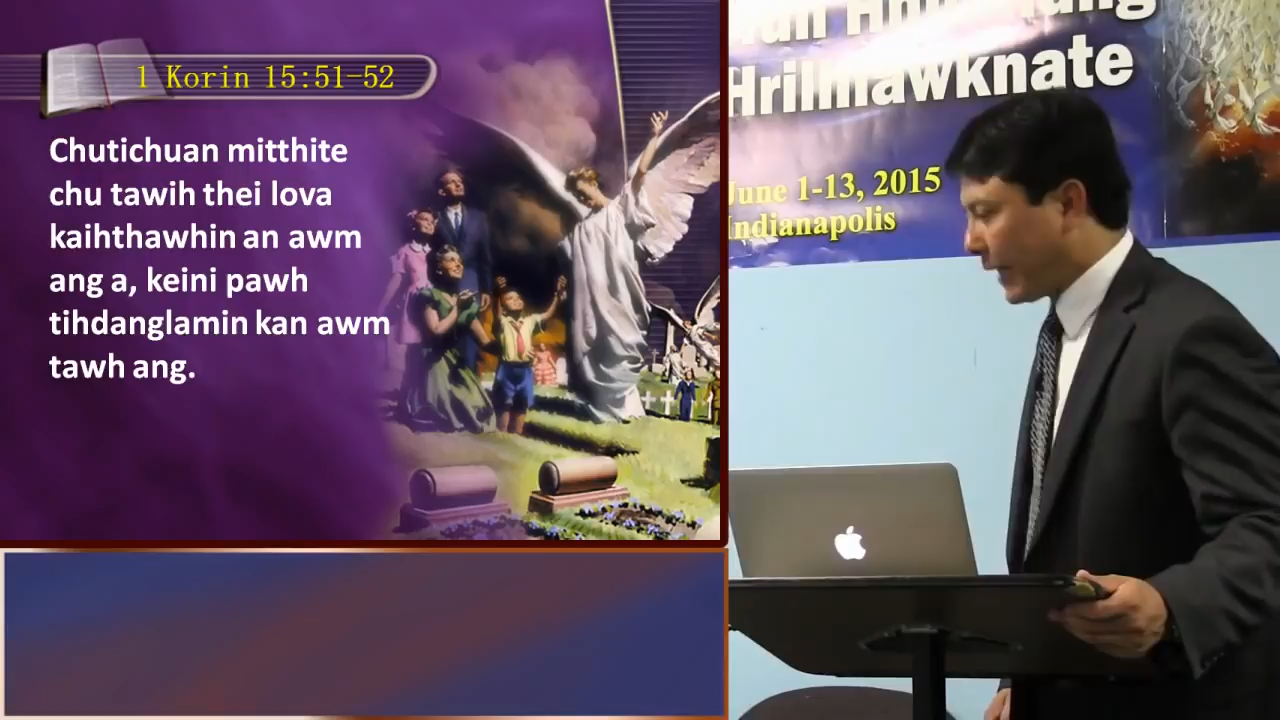 1 Korin 15:51-52
Chutichuan mitthite
chu tawih thei lova
kaihthawhin an awm
ang a, keini pawh
tihdanglamin kan awm
tawh ang.
Hrilhlawknate
June 1-13, 2015
Indianapolis